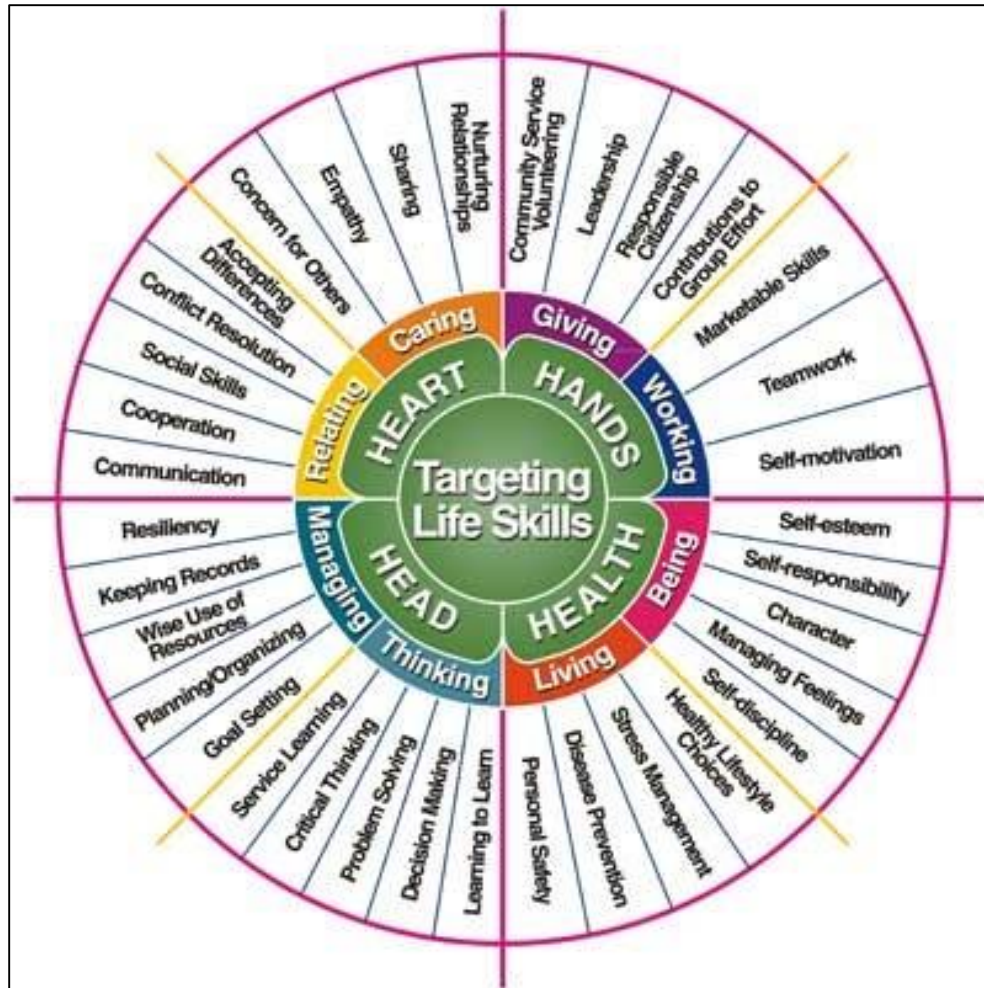 Targeting
Life Skills
HEART
HANDS
HEALTH
HEAD
Caring
Giving
Working
Being
Living
Thinking
Managing
Relating
Nurturing
Relationships
Sharing
Empathy
Concern for Others
Accepting
Differences
Conflict Resolution
Social Skills
Cooperation
Communication
Community Service
Volunteering
Leadership
Responsible
Citizenship
Contributions to
Group Effort
Marketable Skills
Teamwork
Self-motivation
Self-esteem
Self-responsibility
Character
Managing Feelings
Self-discipline
Healthy Lifestyle
Choices
Stress Management
Disease Prevention
Personal Safety
Learning to Learn
Decision Making
Problem Solving
Critical Thinking
Service Learning
Goal Setting
Planning/Organizing
Wise Use of
Resources
Keeping Records
Resiliency